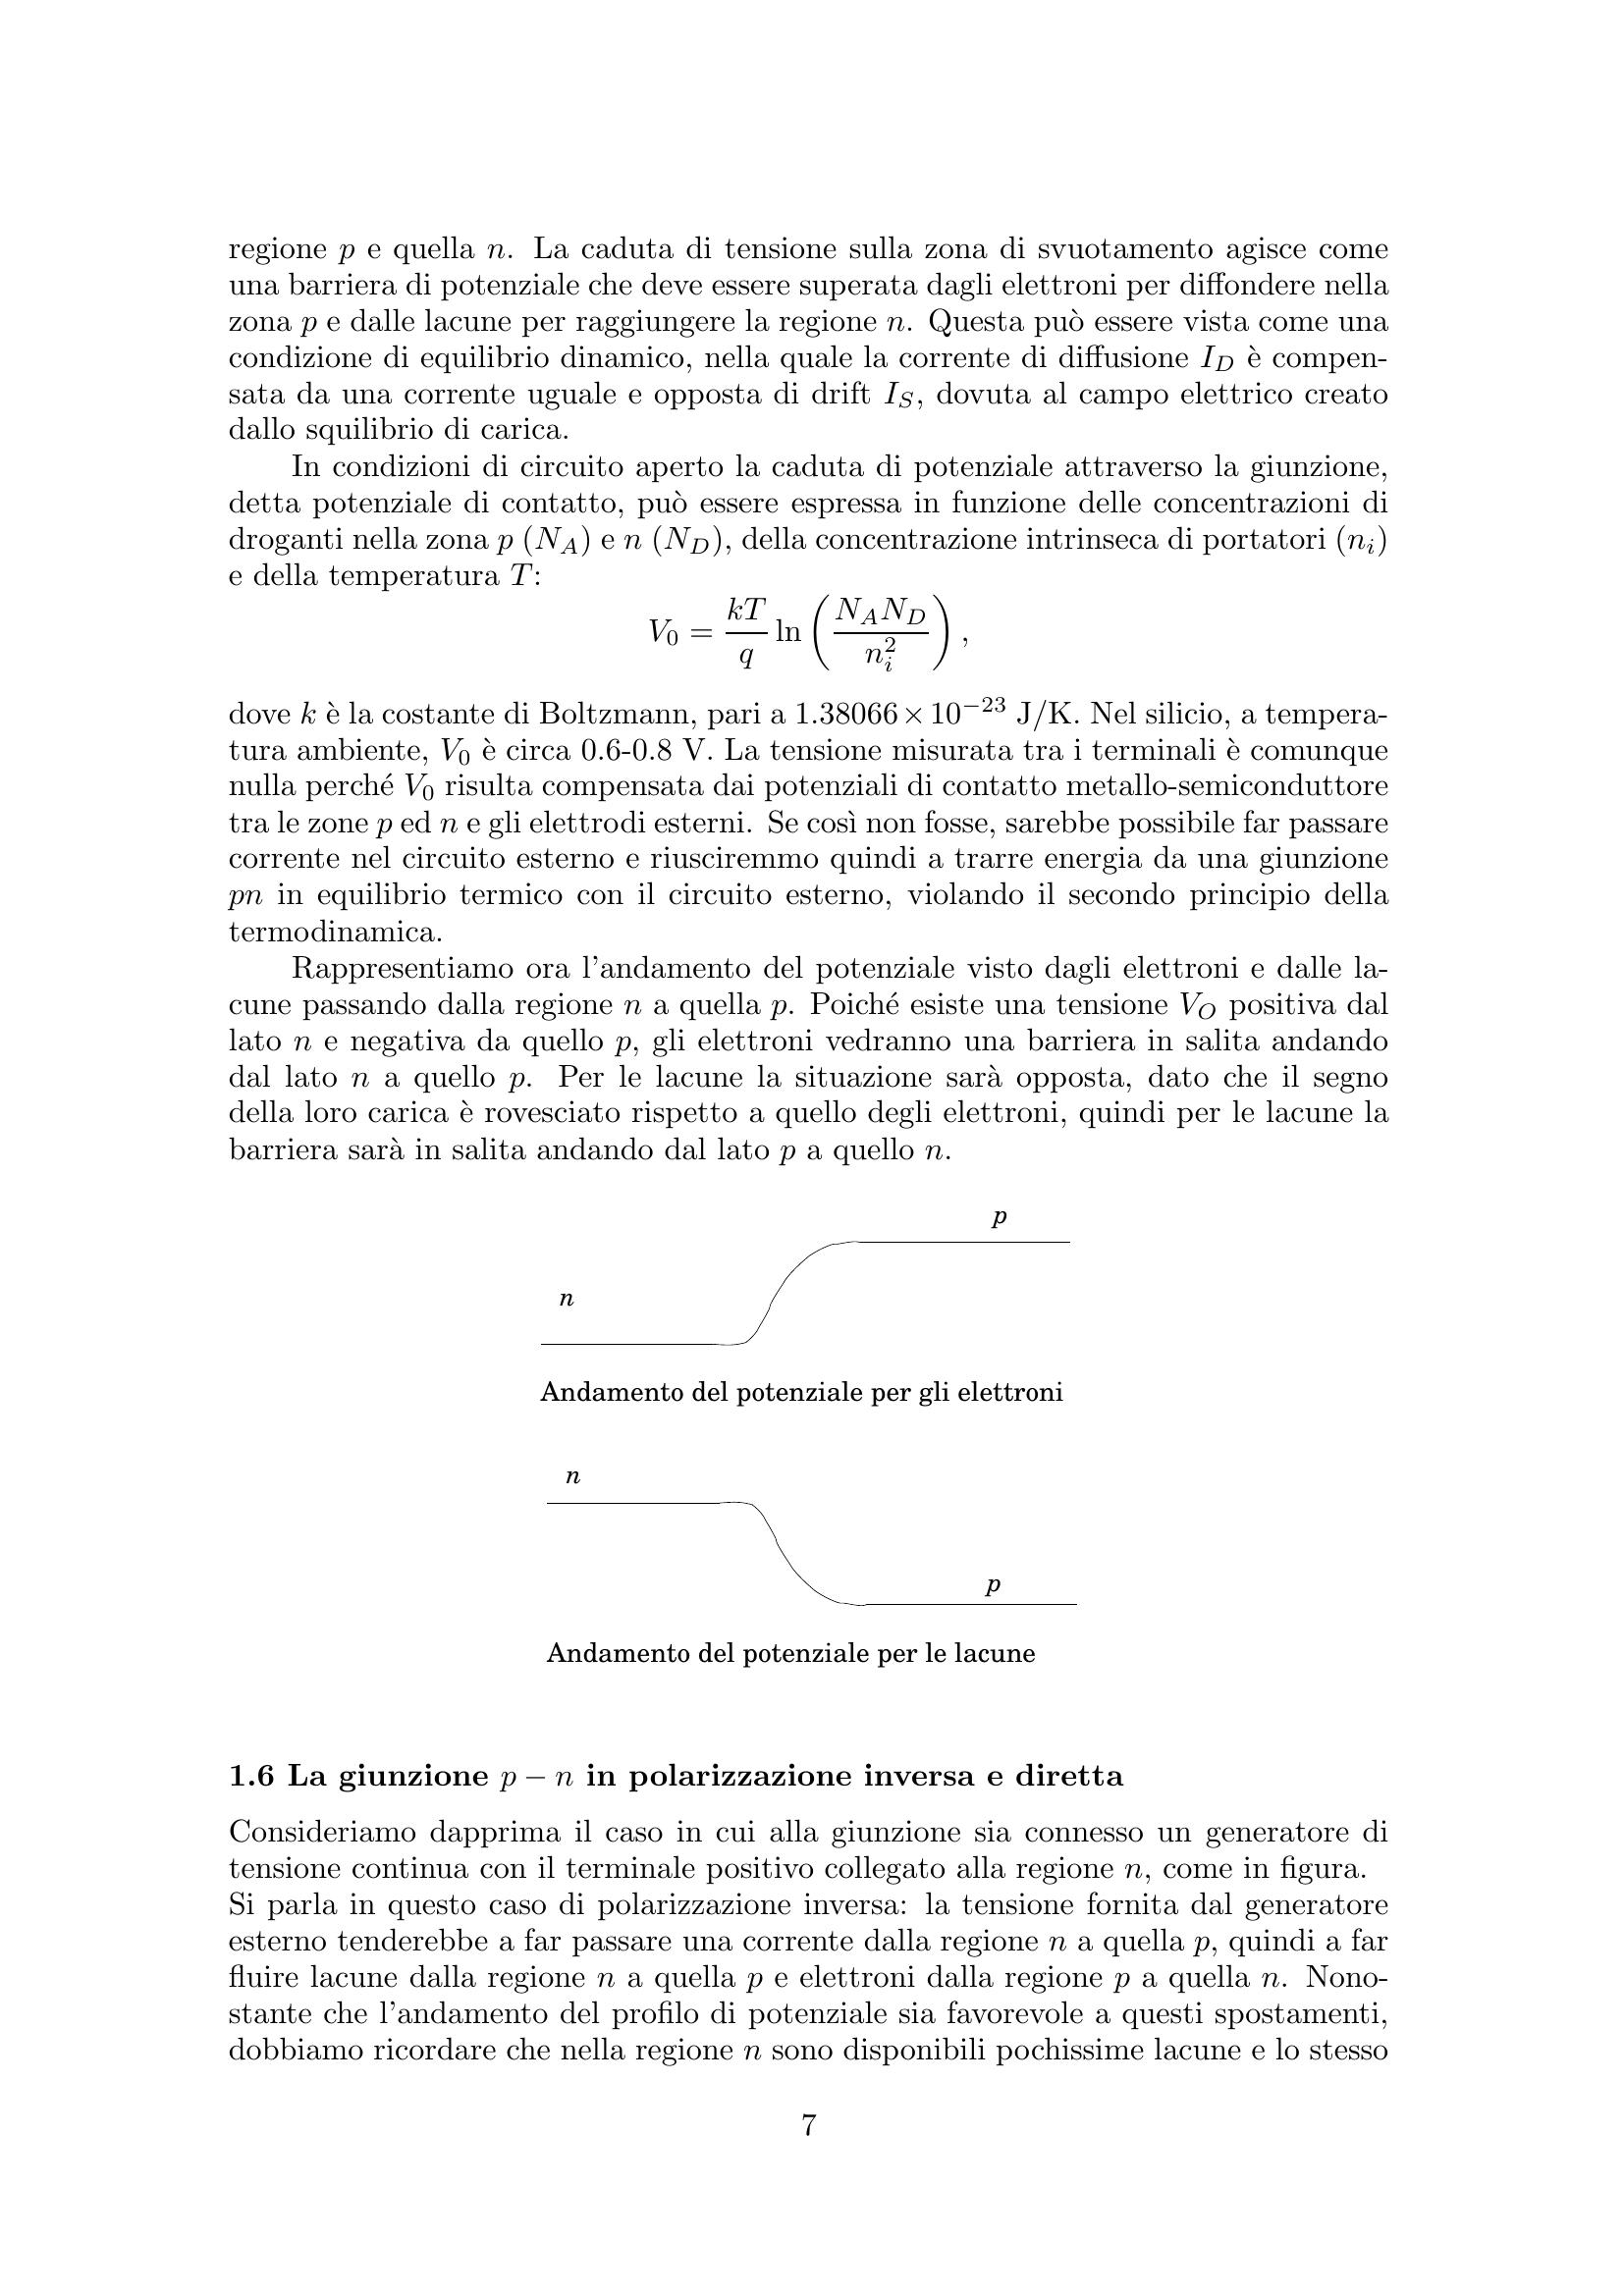 regione p e quella n. La caduta di tensione sulla zona di svuotamento agisce come
una barriera di potenziale che deve essere superata dagli elettroni per diffondere nella
zona p e dalle lacune per raggiungere la regione n. Questa può essere vista come una
condizione di equilibrio dinamico, nella quale la corrente di diffusione I_D è compen-
sata da una corrente uguale e opposta di drift I_S, dovuta al campo elettrico creato
dallo squilibrio di carica.
In condizioni di circuito aperto la caduta di potenziale attraverso la giunzione,
detta potenziale di contatto, può essere espressa in funzione delle concentrazioni di
droganti nella zona p (N_A) e n (N_D), della concentrazione intrinseca di portatori (n_i)
e della temperatura T:
V_0 = \frac{kT}{q} \ln \left( \frac{N_A N_D}{n_i^2} \right) ,
dove k è la costante di Boltzmann, pari a 1.38066 × 10^{−23} J/K. Nel silicio, a tempera-
tura ambiente, V_0 è circa 0.6-0.8 V. La tensione misurata tra i terminali è comunque
nulla perché V_0 risulta compensata dai potenziali di contatto metallo-semiconduttore
tra le zone p ed n e gli elettrodi esterni. Se così non fosse, sarebbe possibile far passare
corrente nel circuito esterno e riusciremmo quindi a trarre energia da una giunzione
pn in equilibrio termico con il circuito esterno, violando il secondo principio della
termodinamica.
Rappresentiamo ora l'andamento del potenziale visto dagli elettroni e dalle la-
cune passando dalla regione n a quella p. Poiché esiste una tensione V_O positiva dal
lato n e negativa da quello p, gli elettroni vedranno una barriera in salita andando
dal lato n a quello p. Per le lacune la situazione sarà opposta, dato che il segno
della loro carica è rovesciato rispetto a quello degli elettroni, quindi per le lacune la
barriera sarà in salita andando dal lato p a quello n.
p
n
Andamento del potenziale per gli elettroni
n
p
Andamento del potenziale per le lacune
1.6 La giunzione p − n in polarizzazione inversa e diretta
Consideriamo dapprima il caso in cui alla giunzione sia connesso un generatore di
tensione continua con il terminale positivo collegato alla regione n, come in figura.
Si parla in questo caso di polarizzazione inversa: la tensione fornita dal generatore
esterno tenderebbe a far passare una corrente dalla regione n a quella p, quindi a far
fluire lacune dalla regione n a quella p e elettroni dalla regione p a quella n. Nono-
stante che l'andamento del profilo di potenziale sia favorevole a questi spostamenti,
dobbiamo ricordare che nella regione n sono disponibili pochissime lacune e lo stesso
7